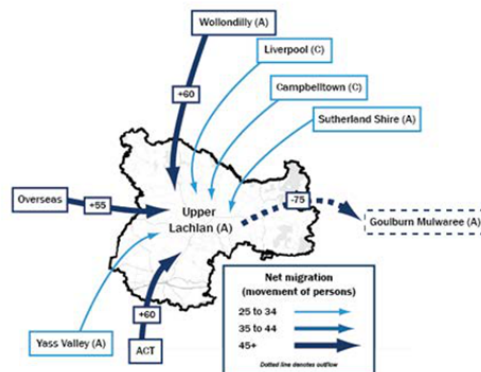 Wollondilly (A)
Liverpool (C)
Campbelltown (C)
Sutherland Shire (A)
+60
Overseas
+55
Upper
Lachlan (A)
-75
Goulburn Mulwaree (A)
+60
Yass Valley (A)
ACT
Net migration
(movement of persons)
25 to 34
35 to 44
45+
Dotted line denotes outflow